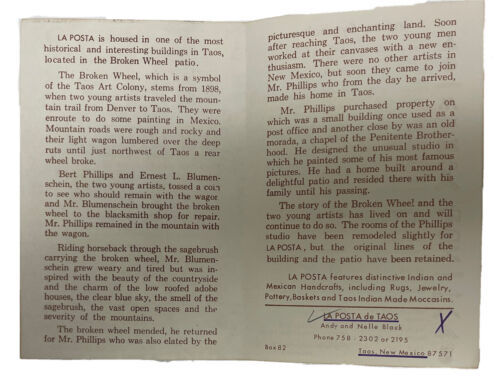 LA POSTA is housed in one of the most
historical and interesting buildings in Taos,
located in the Broken Wheel patio.
The Broken Wheel, which is a symbol
of the Taos Art Colony, stems from 1898,
when two young artists traveled the moun-
tain trail from Denver to Taos. They were
enroute to do some painting in Mexico.
Mountain roads were rough and rocky and
their light wagon lumbered over the deep
ruts until just northwest of Taos a rear
wheel broke.
Bert Phillips and Ernest L. Blumen-
schein, the two young artists, tossed a coin
to see who should remain with the wagon
and Mr. Blumenschein brought the broken
wheel to the blacksmith shop for repair.
Mr. Phillips remained in the mountain with
the wagon.
Riding horseback through the sagebrush
carrying the broken wheel, Mr. Blumen-
schein grew weary and tired but was in-
spired with the beauty of the countryside
and the charm of the low roofed adobe
houses, the clear blue sky, the smell of the
sagebrush, the vast open spaces and the
severity of the mountains.
The broken wheel mended, he returned
for Mr. Phillips who was also elated by the
picturesque and enchanting land. Soon
after reaching Taos, the two young men
worked at their canvases with a new en-
thusiasm. There were no other artists in
New Mexico, but soon they came to join
Mr. Phillips who from the day he arrived,
made his home in Taos.
Mr. Phillips purchased property on
which was a small building once used as a
post office and another close by was an old
morada, a chapel of the Penitente Brother-
hood. He designed the unusual studio in
which he painted some of his most famous
pictures. He had a home built around a
delightful patio and resided there with his
family until his passing.
The story of the Broken Wheel and the
two young artists has lived on and will
continue to do so. The rooms of the Phillips
studio have been remodeled slightly for
LA POSTA, but the original lines of the
building and the patio have been retained.
LA POSTA features distinctive Indian and
Mexican Handcrafts, including Rugs, Jewelry,
Pottery, Baskets and Taos Indian Made Moccasins.
LA POSTA de TAOS X
Andy and Nelle Black
Phone 758 - 2302 or 2195
Box 82 Taos, New Mexico 87571